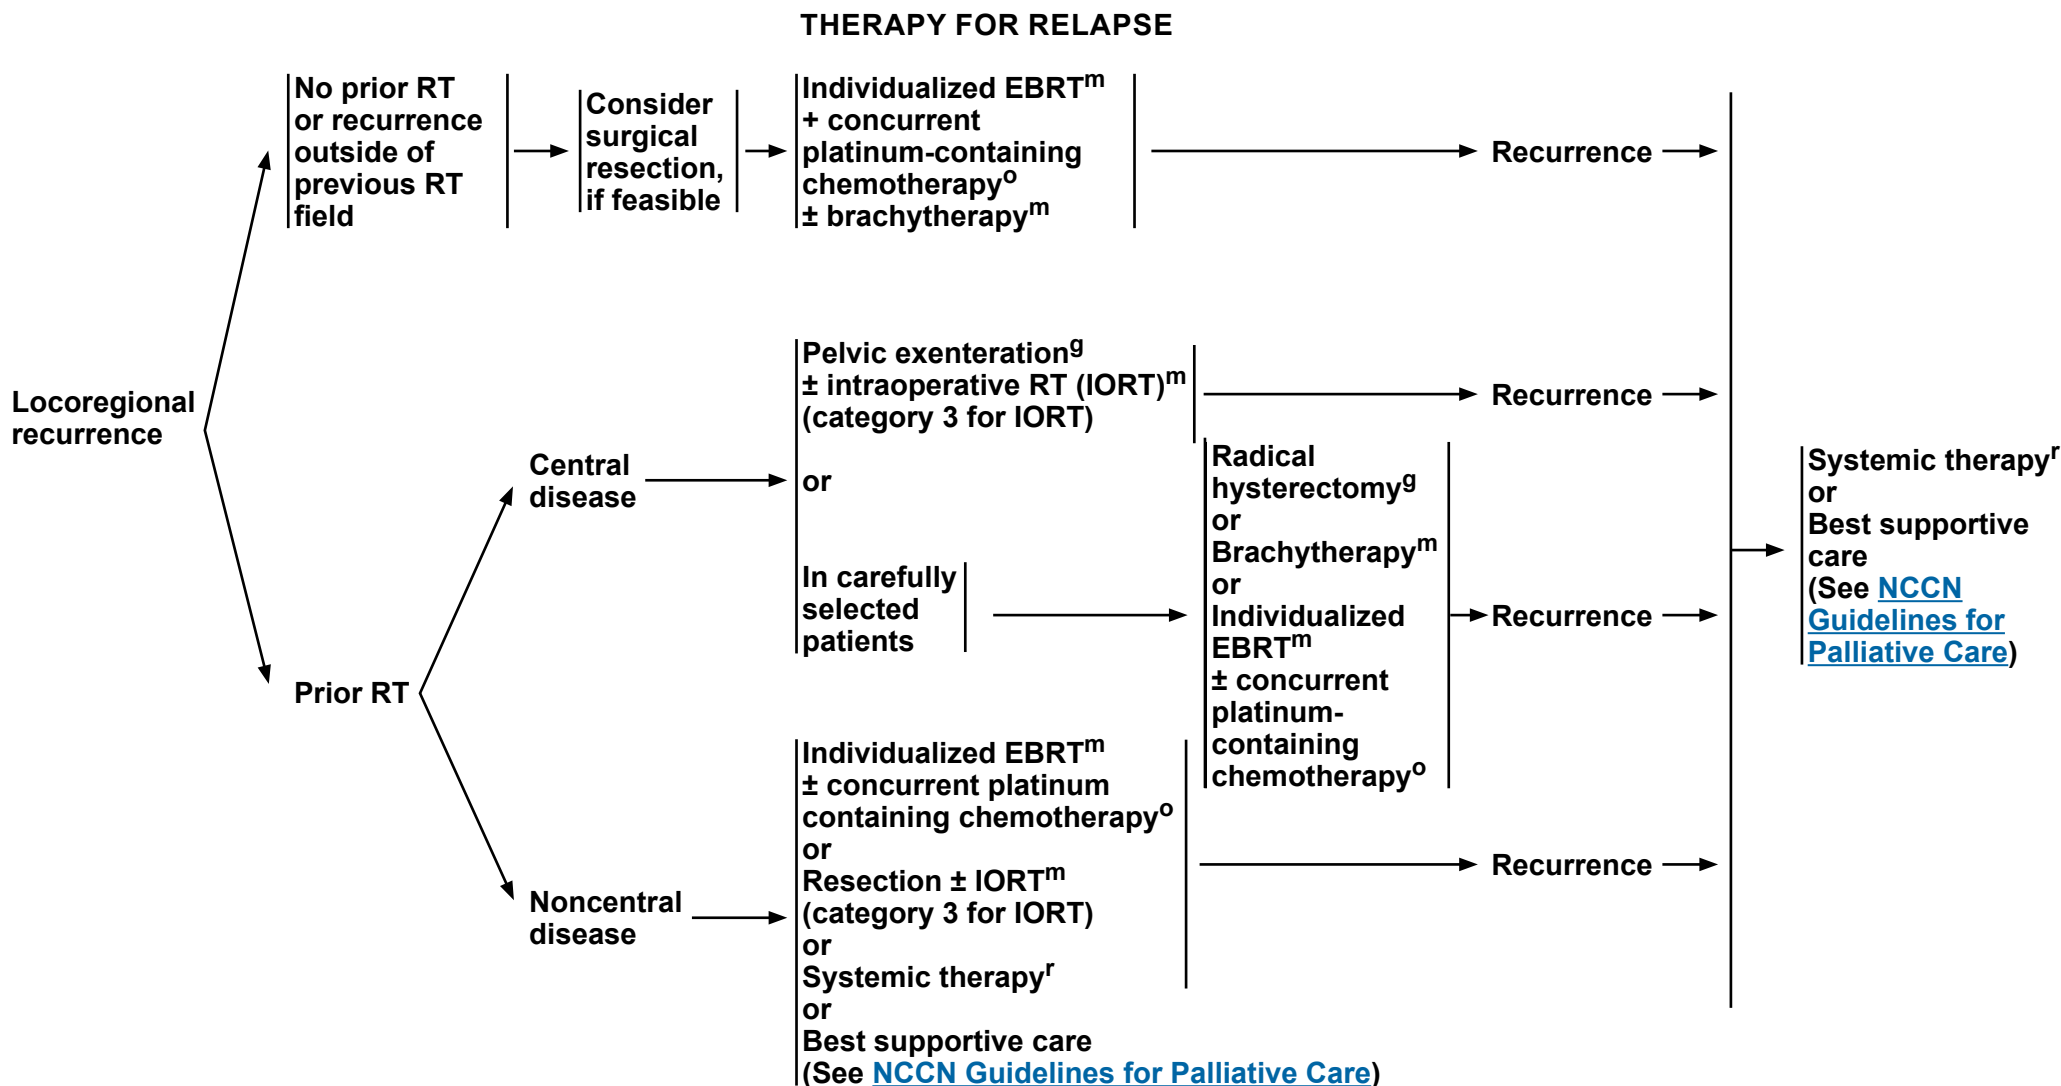 THERAPY FOR RELAPSE
Locoregional
recurrence
No prior RT
or recurrence
outside of
previous RT
field
Consider
surgical
resection,
if feasible
Individualized EBRTᵐ
+ concurrent
platinum-containing
chemotherapyᵒ
± brachytherapyᵐ
Recurrence
Prior RT
Central
disease
Pelvic exenterationᵍ
± intraoperative RT (IORT)ᵐ
(category 3 for IORT)
or
In carefully
selected
patients
Recurrence
Radical
hysterectomyᵍ
or
Brachytherapyᵐ
or
Individualized
EBRTᵐ
± concurrent
platinum-
containing
chemotherapyᵒ
Recurrence
Noncentral
disease
Individualized EBRTᵐ
± concurrent platinum
containing chemotherapyᵒ
or
Resection ± IORTᵐ
(category 3 for IORT)
or
Systemic therapyʳ
or
Best supportive care
(See NCCN Guidelines for Palliative Care)
Recurrence
Systemic therapyʳ
or
Best supportive
care
(See NCCN
Guidelines for
Palliative Care)